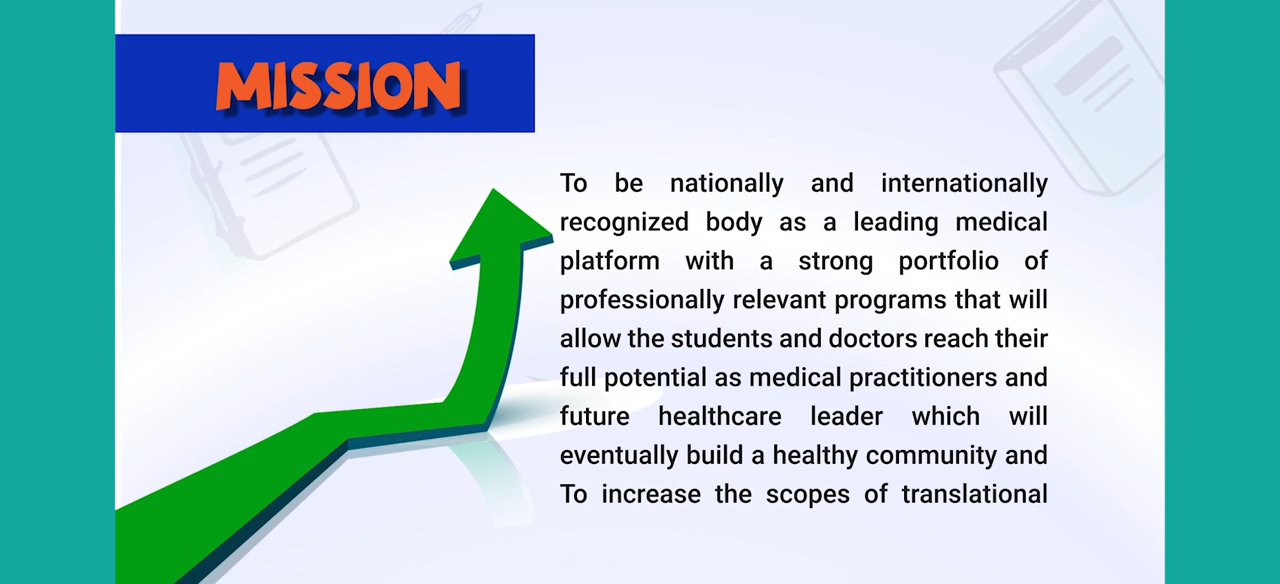 MISSION
To be nationally and internationally
recognized body as a leading medical
platform with a strong portfolio of
professionally relevant programs that will
allow the students and doctors reach their
full potential as medical practitioners and
future healthcare leader which will
eventually build a healthy community and
To increase the scopes of translational